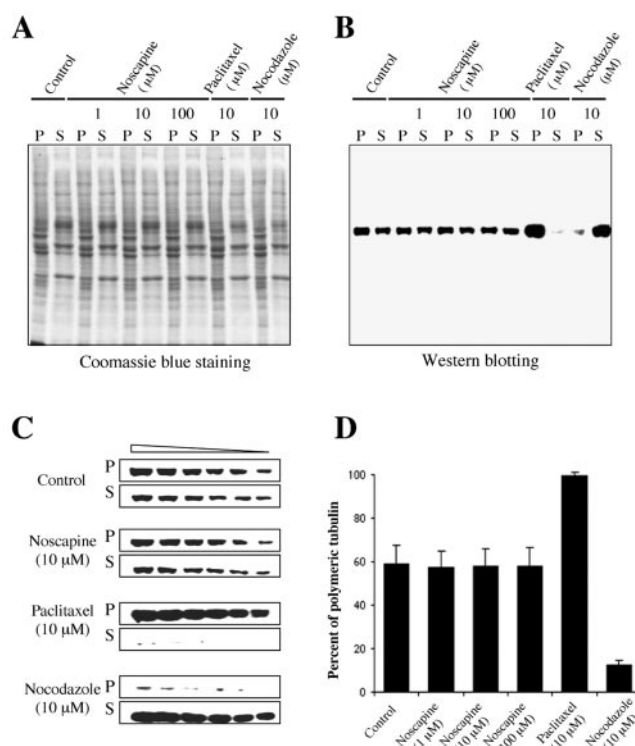 A
Control
Noscapine
(μM)
Paclitaxel
(μM)
Nocodazole
(μM)
1 10 100 10 10
P S P S P S P S P S P S
Coomassie blue staining
B
Control
Noscapine
(μM)
Paclitaxel
(μM)
Nocodazole
(μM)
1 10 100 10 10
P S P S P S P S P S P S
Western blotting
C
Control
P
S
Noscapine
(10 μM)
P
S
Paclitaxel
(10 μM)
P
S
Nocodazole
(10 μM)
P
S
D
Percent of polymeric tubulin
100
80
60
40
20
0
Control
Noscapine
(1 μM)
Noscapine
(10 μM)
Noscapine
(100 μM)
Paclitaxel
(10 μM)
Nocodazole
(10 μM)